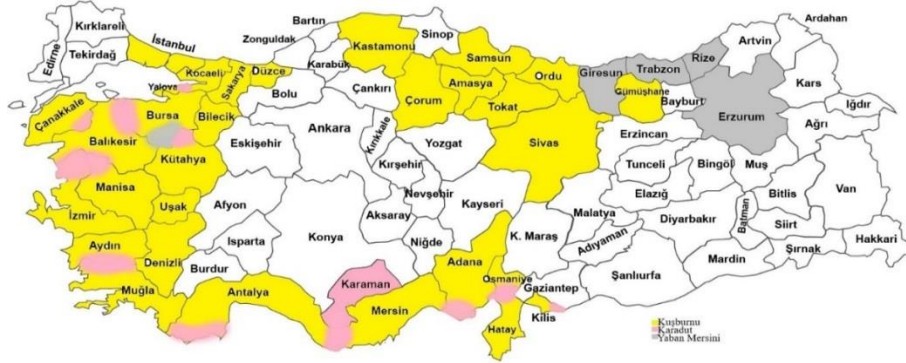 Kırklareli
Edirne
Tekirdağ
İstanbul
Kocaeli
Yalova
Sakarya
Düzce
Zonguldak
Bartın
Karabük
Bolu
Kastamonu
Sinop
Çankırı
Samsun
Amasya
Çorum
Tokat
Ordu
Giresun
Gümüşhane
Trabzon
Rize
Bayburt
Artvin
Ardahan
Kars
Iğdır
Ağrı
Erzurum
Erzincan
Sivas
Yozgat
Kırıkkale
Ankara
Eskişehir
Bilecik
Bursa
Çanakkale
Balıkesir
Kütahya
Manisa
İzmir
Uşak
Afyon
Aydın
Denizli
Muğla
Burdur
Isparta
Antalya
Konya
Karaman
Mersin
Aksaray
Kırşehir
Nevşehir
Niğde
Kayseri
Adana
Osmaniye
Hatay
K. Maraş
Gaziantep
Kilis
Malatya
Adıyaman
Şanlıurfa
Tunceli
Elazığ
Bingöl
Muş
Diyarbakır
Batman
Mardin
Bitlis
Siirt
Şırnak
Van
Hakkari
Kuşburnu
Karadut
Yaban Mersini